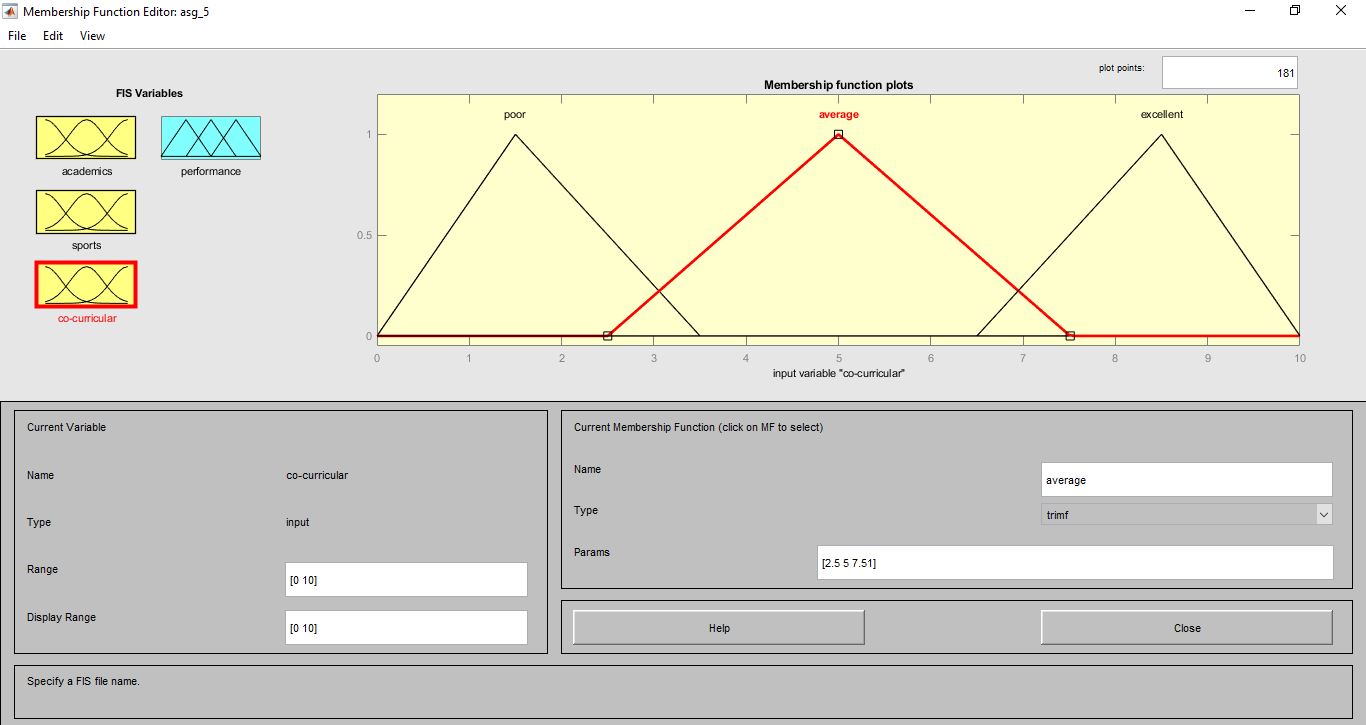 Membership Function Editor: asg_5
File Edit View
plot points: 181
FIS Variables
Membership function plots
academics performance
sports
co-curricular
poor average excellent
1
0.5
0
0 1 2 3 4 5 6 7 8 9 10
input variable "co-curricular"
Current Variable
Name co-curricular
Type input
Range [0 10]
Display Range [0 10]
Current Membership Function (click on MF to select)
Name average
Type trimf
Params [2.5 5 7.51]
Help Close
Specify a FIS file name.